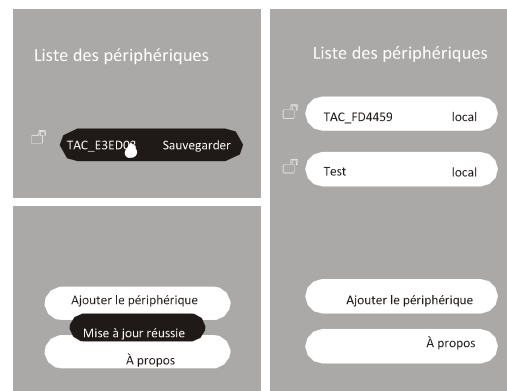 Liste des périphériques
TAC_E3ED03 Sauvegarder
Ajouter le périphérique
Mise à jour réussie
À propos
Liste des périphériques
TAC_FD4459 local
Test local
Ajouter le périphérique
À propos